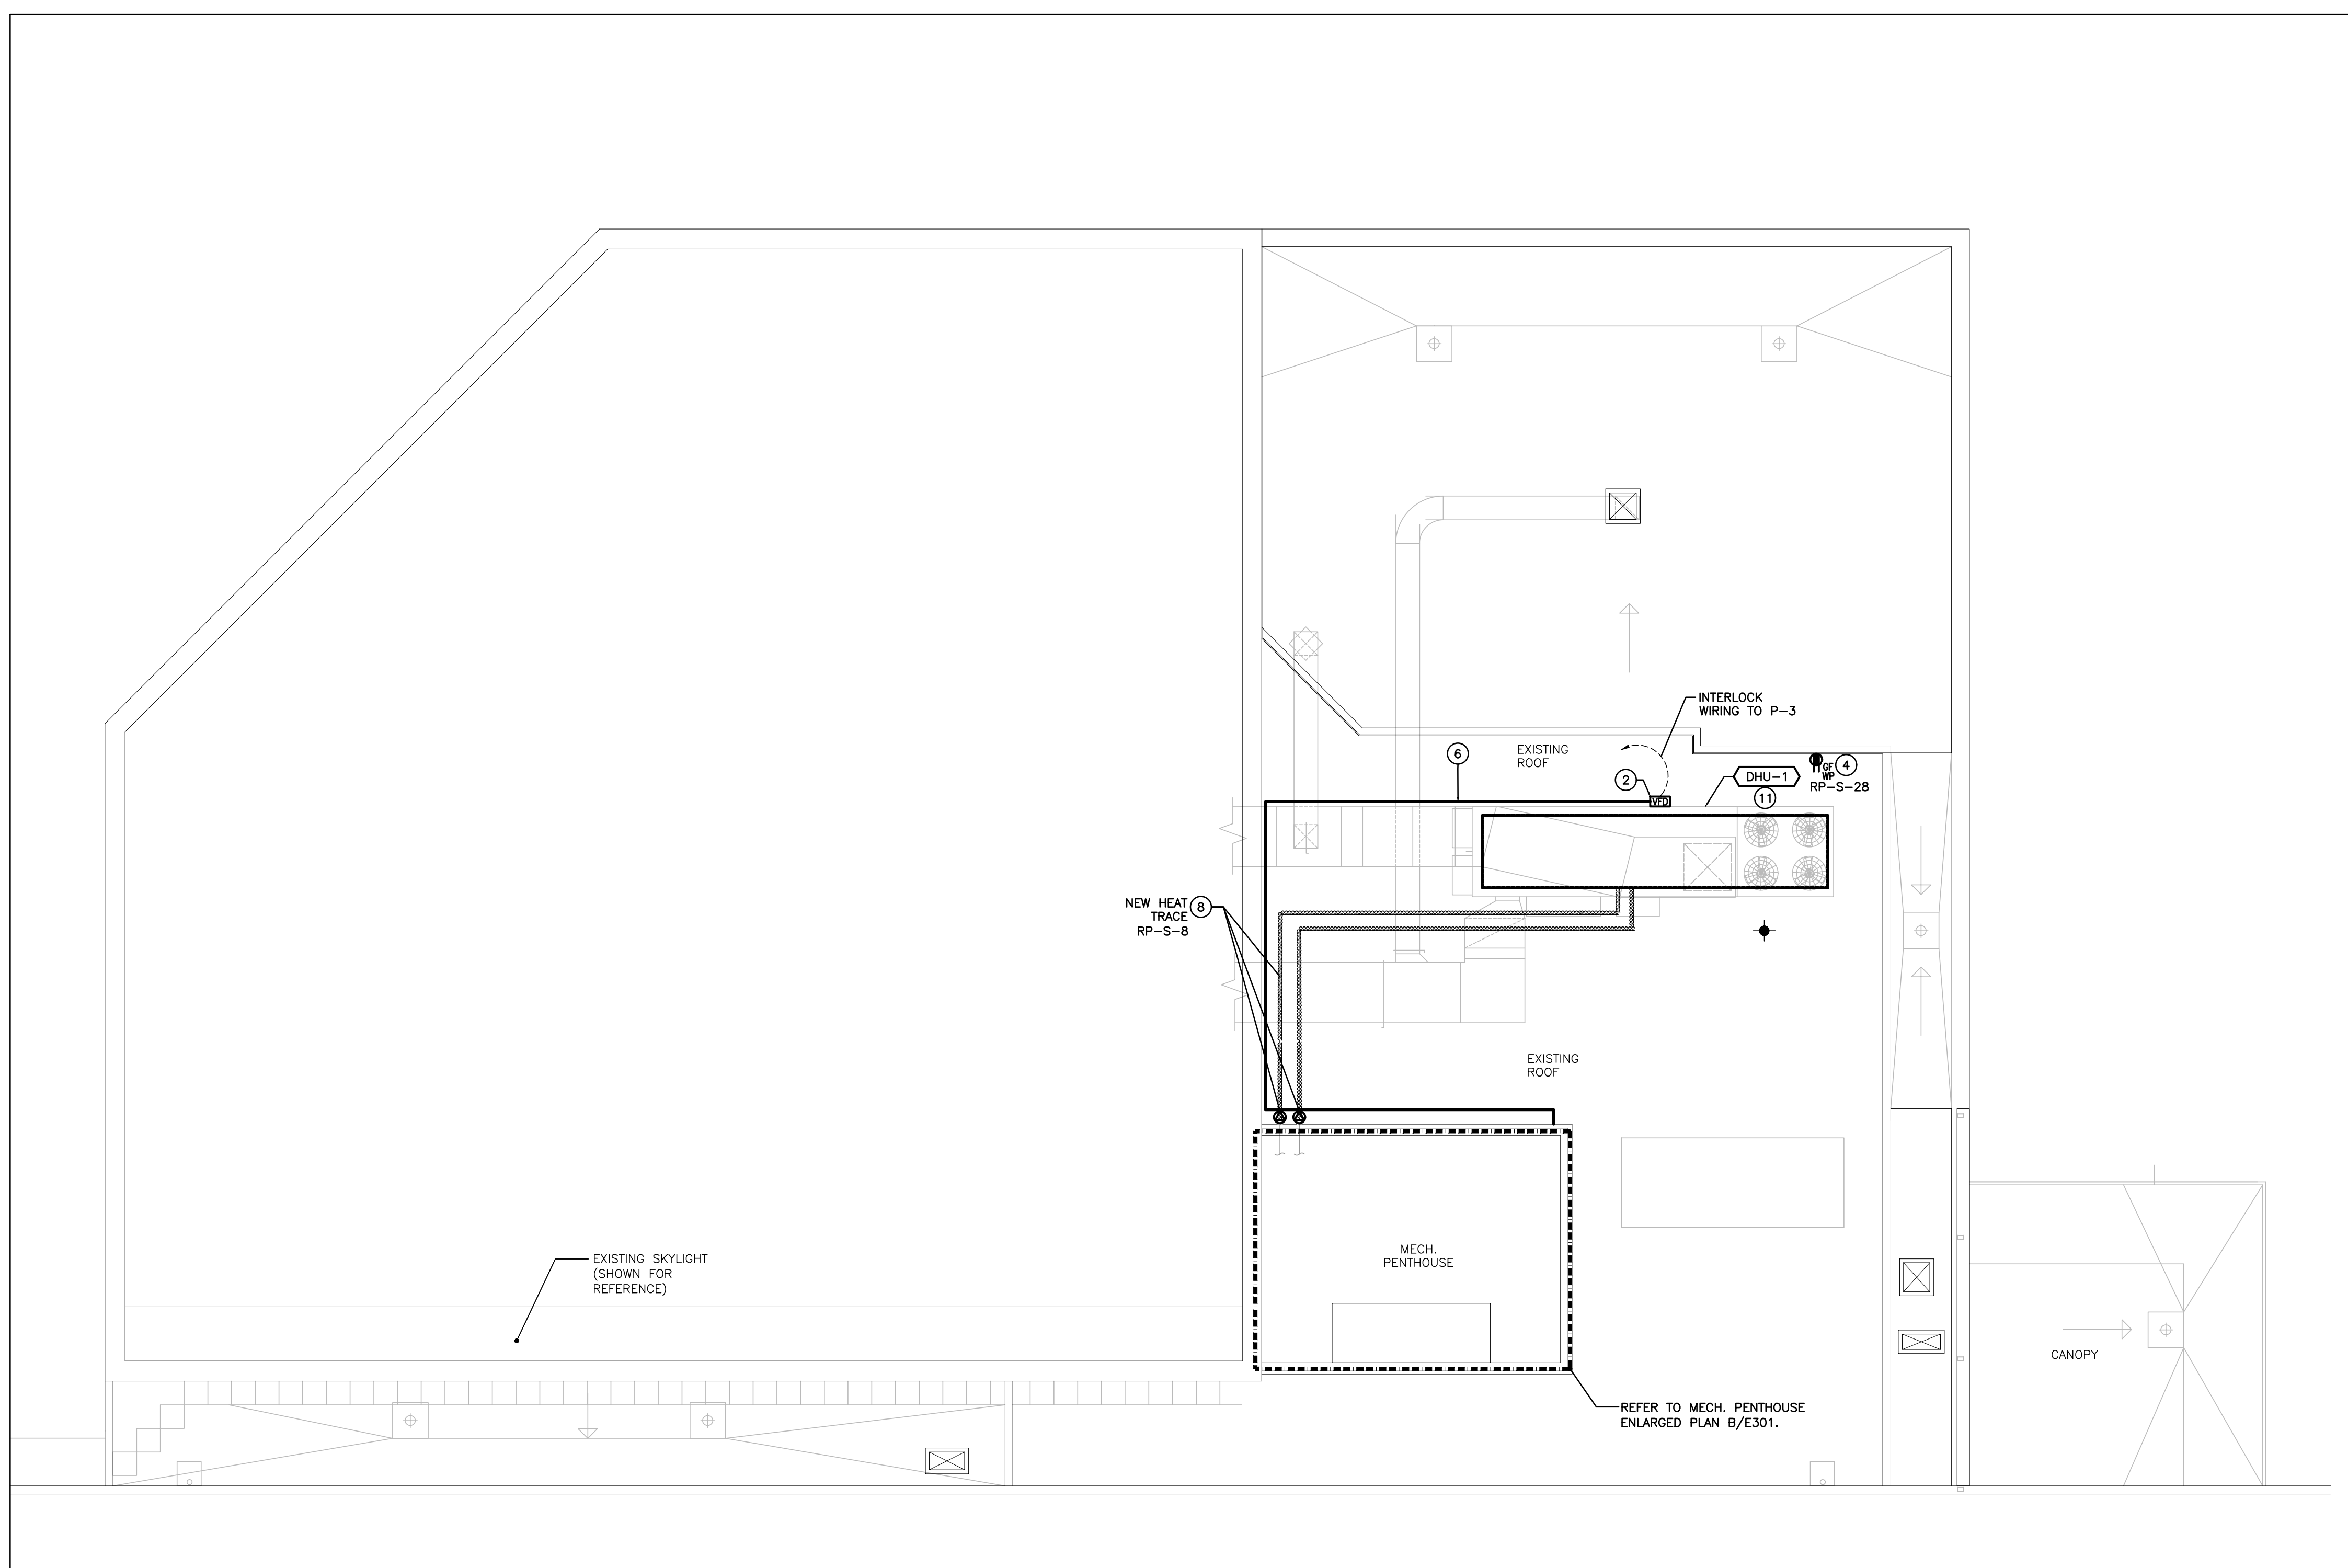 INTERLOCK
WIRING TO P-3
6
EXISTING
ROOF
2
VFD
DHU-1
11
GF
WP
4
RP-S-28
NEW HEAT
TRACE
RP-S-8
8
EXISTING
ROOF
MECH.
PENTHOUSE
EXISTING SKYLIGHT
(SHOWN FOR
REFERENCE)
CANOPY
REFER TO MECH. PENTHOUSE
ENLARGED PLAN B/E301.